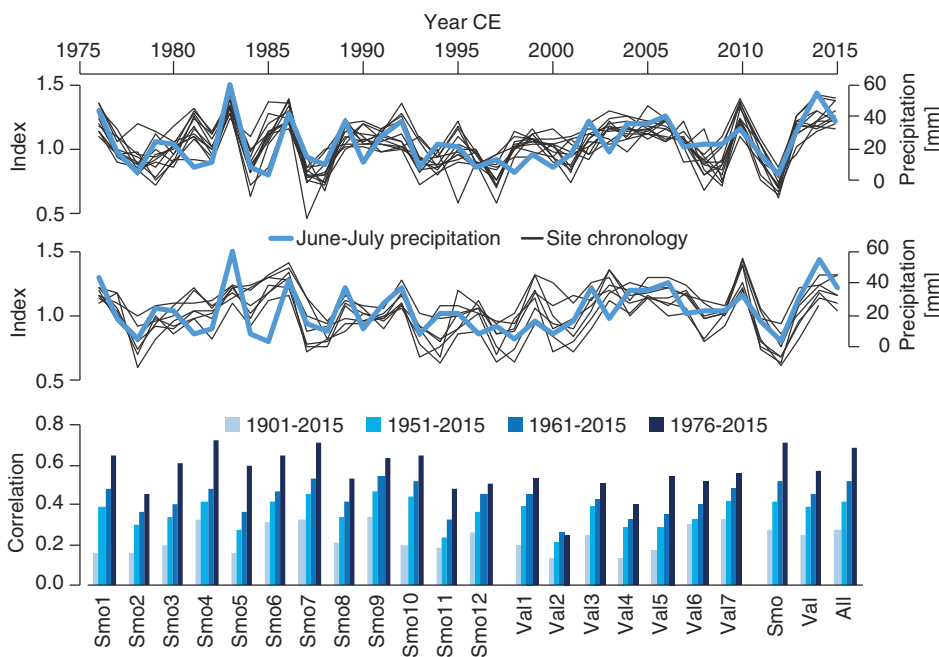 Year CE
1975 1980 1985 1990 1995 2000 2005 2010 2015
1.5 60
40
1.0 20
0
0.5
Index
Precipitation
[mm]
June-July precipitation Site chronology
1.5 60
40
1.0 20
0
0.5
Index
Precipitation
[mm]
0.8
0.6
0.4
0.2
0.0
Correlation
1901-2015 1951-2015 1961-2015 1976-2015
Smo1 Smo2 Smo3 Smo4 Smo5 Smo6 Smo7 Smo8 Smo9 Smo10 Smo11 Smo12 Val1 Val2 Val3 Val4 Val5 Val6 Val7 Smo Val All